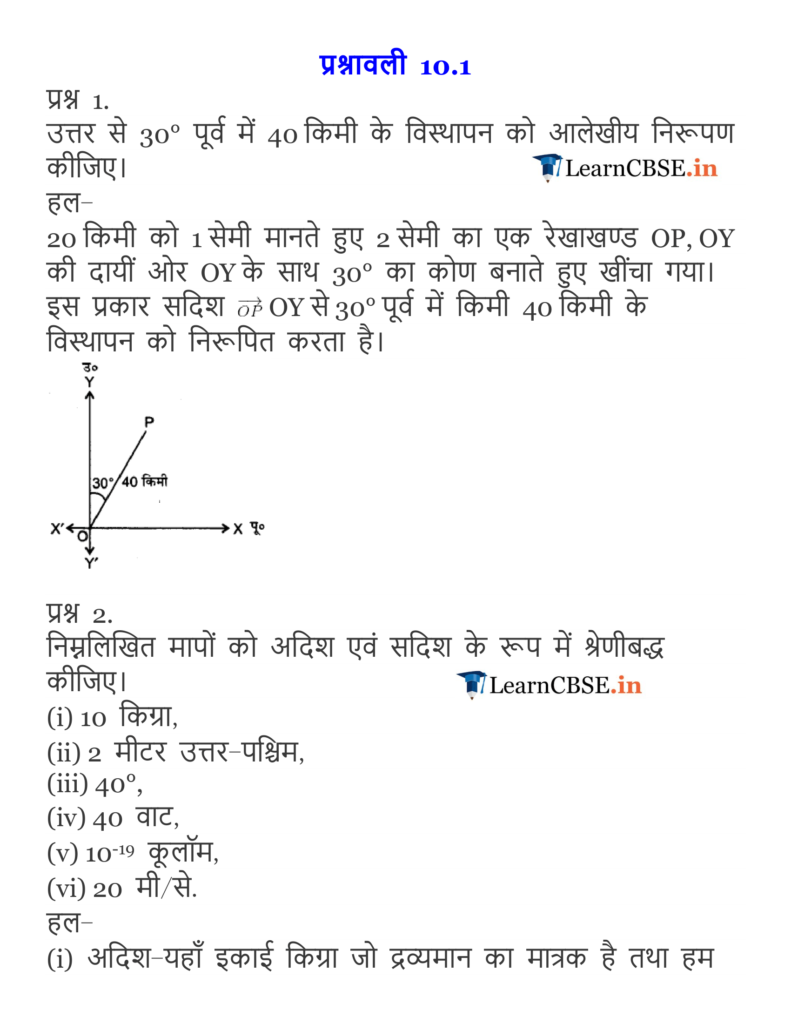 प्रश्नावली 10.1
प्रश्न 1.
उत्तर से 30° पूर्व में 40 किमी के विस्थापन को आलेखीय निरूपण
कीजिए।
LearnCBSE.in
हल-
20 किमी को 1 सेमी मानते हुए 2 सेमी का एक रेखाखण्ड OP, OY
की दायीं ओर OY के साथ 30° का कोण बनाते हुए खींचा गया।
इस प्रकार सदिश \overrightarrow{OP} OY से 30° पूर्व में किमी 40 किमी के
विस्थापन को निरूपित करता है।
उ०
Y
P
30° 40 किमी
X' O X पू०
Y'
प्रश्न 2.
निम्नलिखित मापों को अदिश एवं सदिश के रूप में श्रेणीबद्ध
कीजिए।
LearnCBSE.in
(i) 10 किग्रा,
(ii) 2 मीटर उत्तर-पश्चिम,
(iii) 40°,
(iv) 40 वाट,
(v) 10⁻¹⁹ कूलॉम,
(vi) 20 मी/से.
हल-
(i) अदिश-यहाँ इकाई किग्रा जो द्रव्यमान का मात्रक है तथा हम